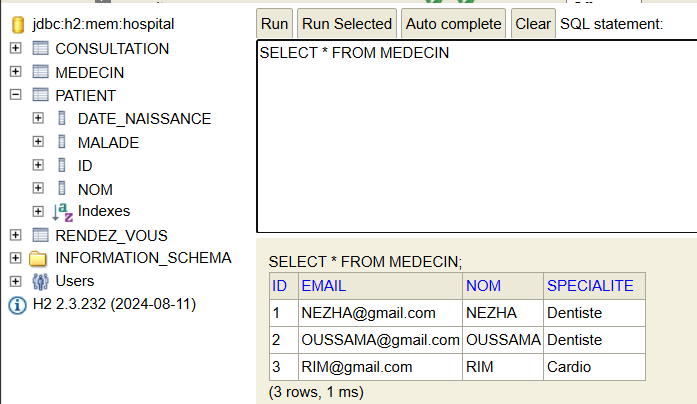 jdbc:h2:mem:hospital
CONSULTATION
MEDECIN
PATIENT
DATE_NAISSANCE
MALADE
ID
NOM
Indexes
RENDEZ_VOUS
INFORMATION_SCHEMA
Users
H2 2.3.232 (2024-08-11)
Run Run Selected Auto complete Clear SQL statement:
SELECT * FROM MEDECIN
SELECT * FROM MEDECIN;
ID EMAIL NOM SPECIALITE
1 NEZHA@gmail.com NEZHA Dentiste
2 OUSSAMA@gmail.com OUSSAMA Dentiste
3 RIM@gmail.com RIM Cardio
(3 rows, 1 ms)